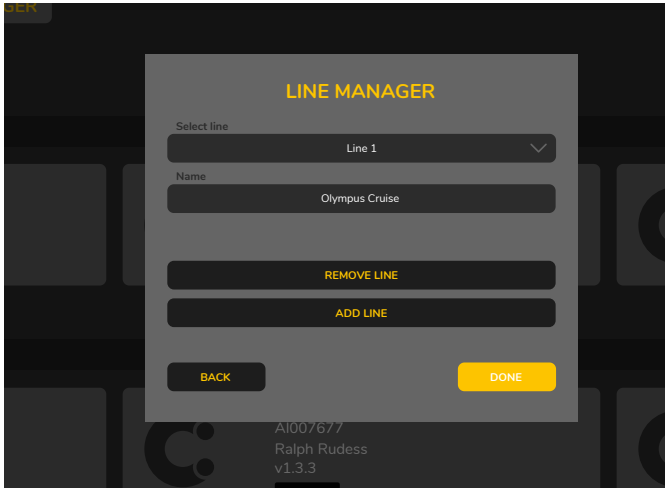 GER
LINE MANAGER
Select line
Line 1
Name
Olympus Cruise
REMOVE LINE
ADD LINE
BACK
DONE
AI007677
Ralph Rudess
v1.3.3